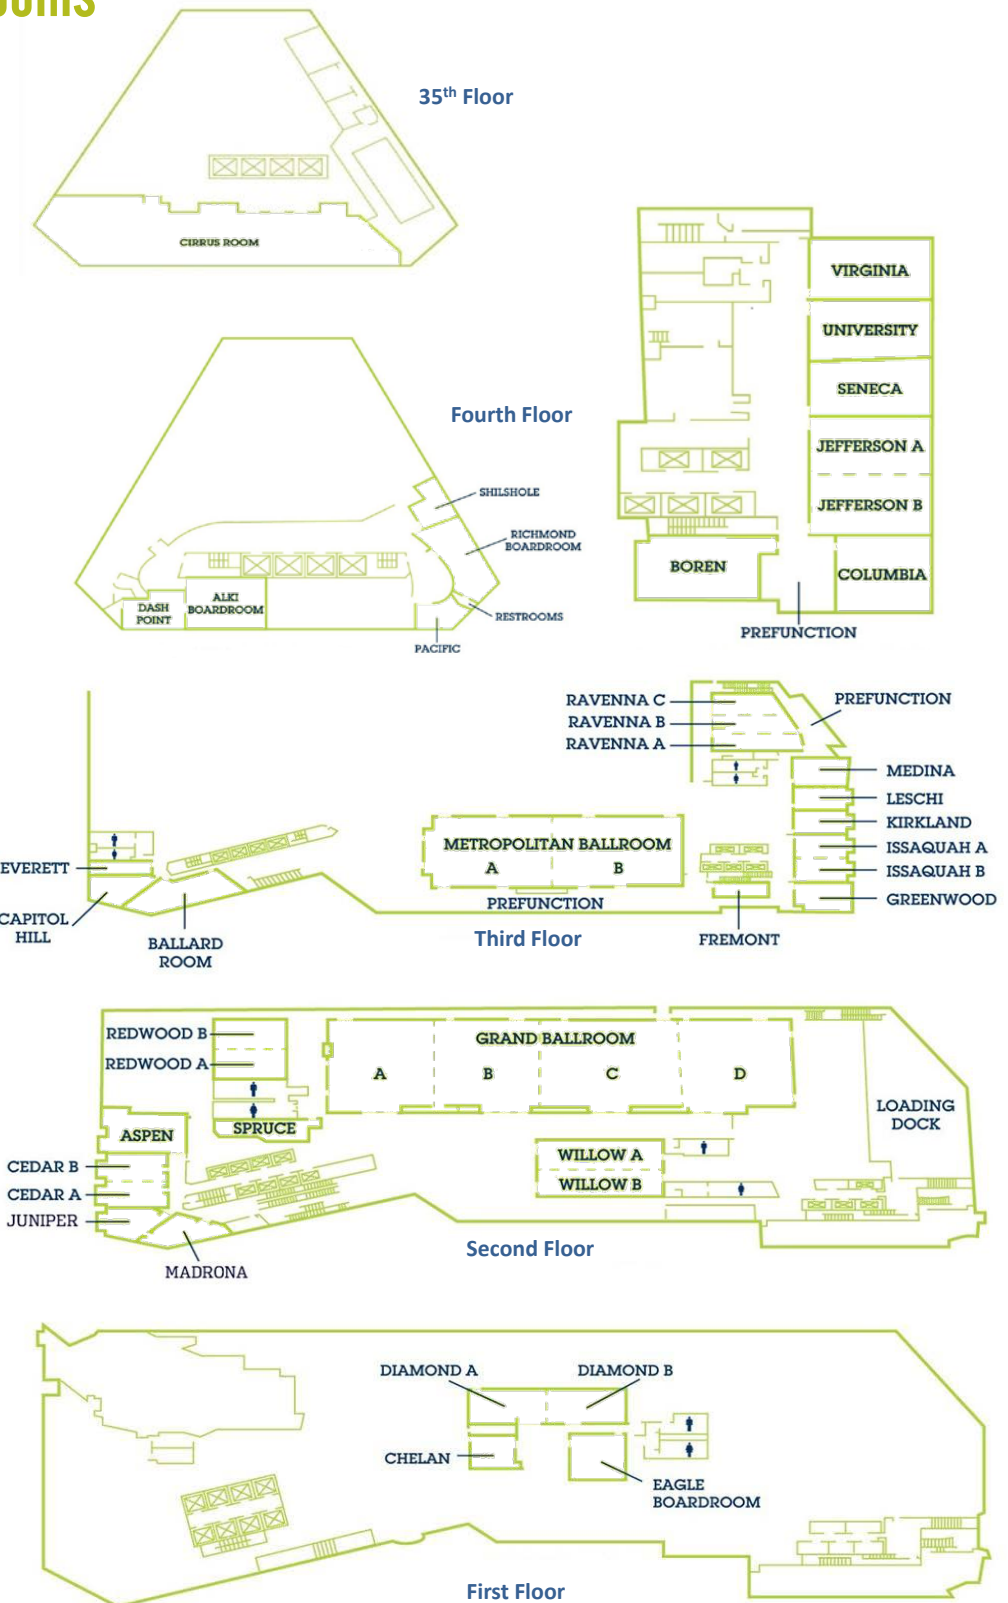 35th Floor
CIRRUS ROOM
VIRGINIA
UNIVERSITY
SENECA
JEFFERSON A
JEFFERSON B
BOREN
COLUMBIA
PREFUNCTION
Fourth Floor
SHILSHOLE
RICHMOND
BOARDROOM
ALKI
BOARDROOM
DASH
POINT
RESTROOMS
PACIFIC
RAVENNA C
RAVENNA B
RAVENNA A
PREFUNCTION
MEDINA
LESCHI
KIRKLAND
ISSAQUAH A
ISSAQUAH B
GREENWOOD
METROPOLITAN BALLROOM
A B
PREFUNCTION
EVERETT
CAPITOL
HILL
BALLARD
ROOM
FREMONT
Third Floor
REDWOOD B
REDWOOD A
GRAND BALLROOM
A B C D
LOADING
DOCK
SPRUCE
ASPEN
WILLOW A
WILLOW B
CEDAR B
CEDAR A
JUNIPER
MADRONA
Second Floor
DIAMOND A
DIAMOND B
CHELAN
EAGLE
BOARDROOM
First Floor